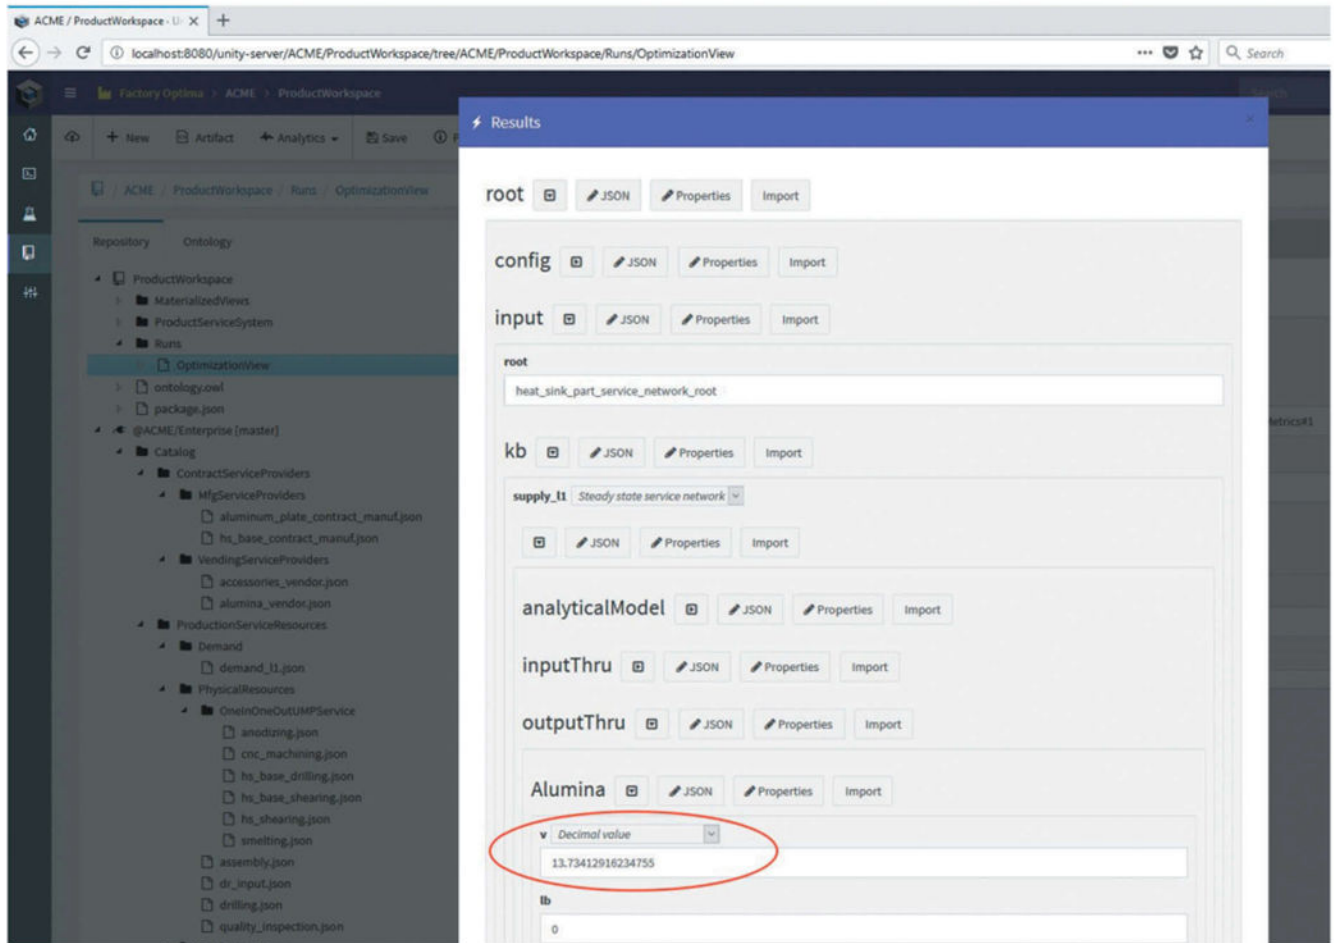 ACME / ProductWorkspace - U
localhost:8080/unity-server/ACME/ProductWorkspace/tree/ACME/ProductWorkspace/Runs/OptimizationView
Search
Factory Optima > ACME > ProductWorkspace
Search
+ New Artifact Analytics Save
/ ACME / ProductWorkspace / Runs / OptimizationView
Repository Ontology
ProductWorkspace
MaterializedViews
ProductServiceSystem
Runs
OptimizationView
ontology.owl
package.json
@ACME/Enterprise [master]
Catalog
ContractServiceProviders
MfgServiceProviders
aluminum_plate_contract_manuf.json
hs_base_contract_manuf.json
VendingServiceProviders
accessories_vendor.json
alumina_vendor.json
ProductionServiceResources
Demand
demand_l1.json
PhysicalResources
OneInOneOutUMPService
anodizing.json
cnc_machining.json
hs_base_drilling.json
hs_base_shearing.json
hs_shearing.json
smelting.json
assembly.json
dr_input.json
drilling.json
quality_inspection.json
Results
×
root JSON Properties Import
config JSON Properties Import
input JSON Properties Import
root
heat_sink_part_service_network_root
kb JSON Properties Import
supply_l1 Steady state service network
JSON Properties Import
analyticalModel JSON Properties Import
inputThru JSON Properties Import
outputThru JSON Properties Import
Alumina JSON Properties Import
v Decimal value
13.73412916234755
lb
0